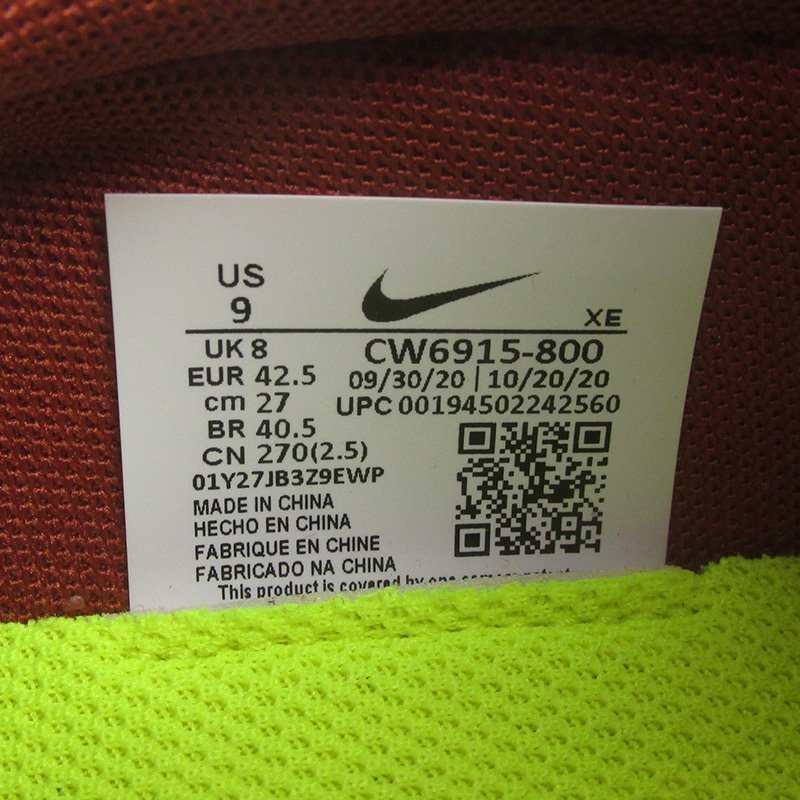 US
9
XE
UK 8
CW6915-800
EUR 42.5
09/30/20 | 10/20/20
cm 27
UPC 00194502242560
BR 40.5
CN 270(2.5)
01Y27JB3Z9EWP
MADE IN CHINA
HECHO EN CHINA
FABRIQUE EN CHINE
FABRICADO NA CHINA
This product is covered by one